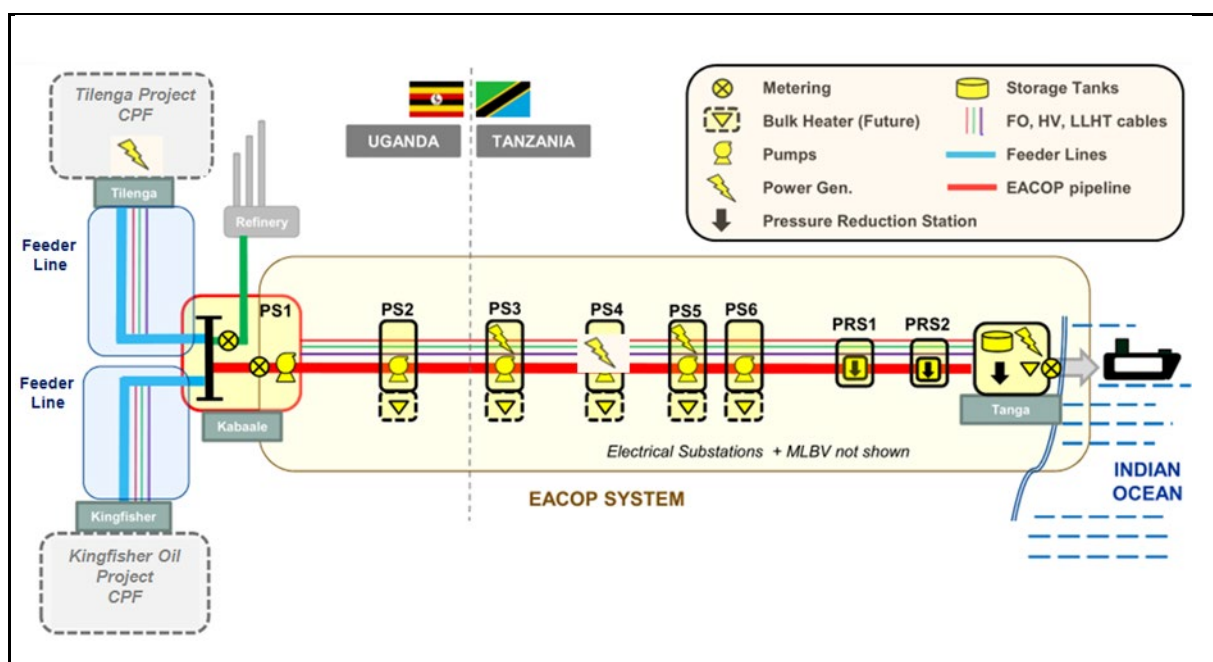 Tilenga Project
CPF
Tilenga
Feeder
Line
Refinery
UGANDA
TANZANIA
Metering
Bulk Heater (Future)
Pumps
Power Gen.
Pressure Reduction Station
Storage Tanks
FO, HV, LLHT cables
Feeder Lines
EACOP pipeline
PS1
PS2
PS3
PS4
PS5
PS6
PRS1
PRS2
Feeder
Line
Kabaale
Tanga
Electrical Substations + MLBV not shown
EACOP SYSTEM
INDIAN
OCEAN
Kingfisher
Kingfisher Oil
Project
CPF